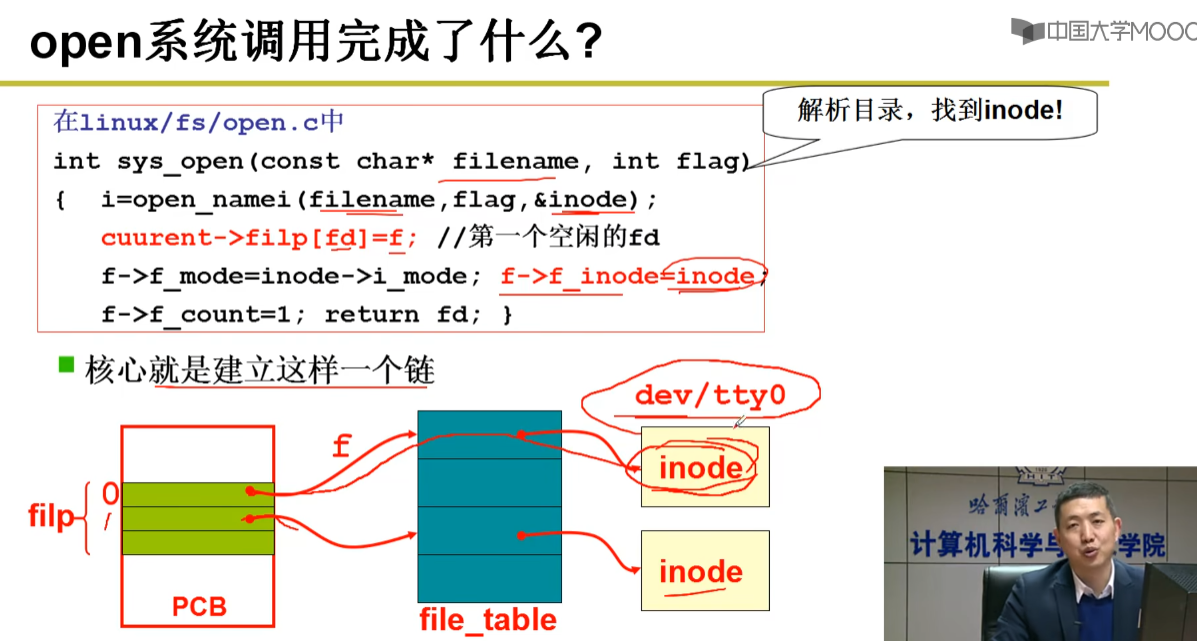 open系统调用完成了什么?
中国大学MOOC
解析目录，找到inode!
在linux/fs/open.c中
int sys_open(const char* filename, int flag)
{ i=open_namei(filename,flag,&inode);
cuurent->filp[fd]=f; //第一个空闲的fd
f->f_mode=inode->i_mode; f->f_inode=inode;
f->f_count=1; return fd; }
核心就是建立这样一个链
dev/tty0
f
inode
0
filp
1
inode
PCB
file_table
哈尔滨工
计算机科学与
学院